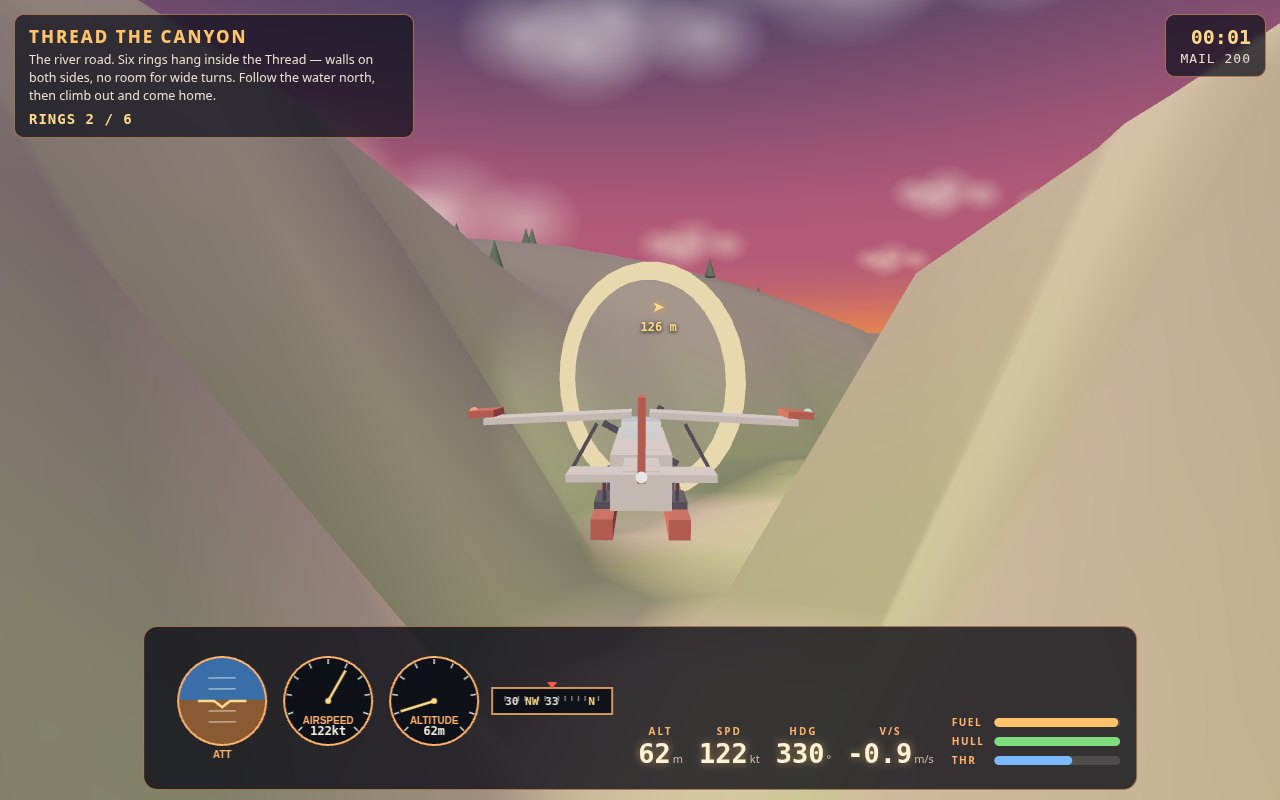 THREAD THE CANYON
The river road. Six rings hang inside the Thread — walls on
both sides, no room for wide turns. Follow the water north,
then climb out and come home.
RINGS 2 / 6
00:01
MAIL 200
126 m
ATT
AIRSPEED
122kt
ALTITUDE
62m
30 NW 33 N
ALT
62 m
SPD
122 kt
HDG
330 °
V/S
-0.9 m/s
FUEL
HULL
THR